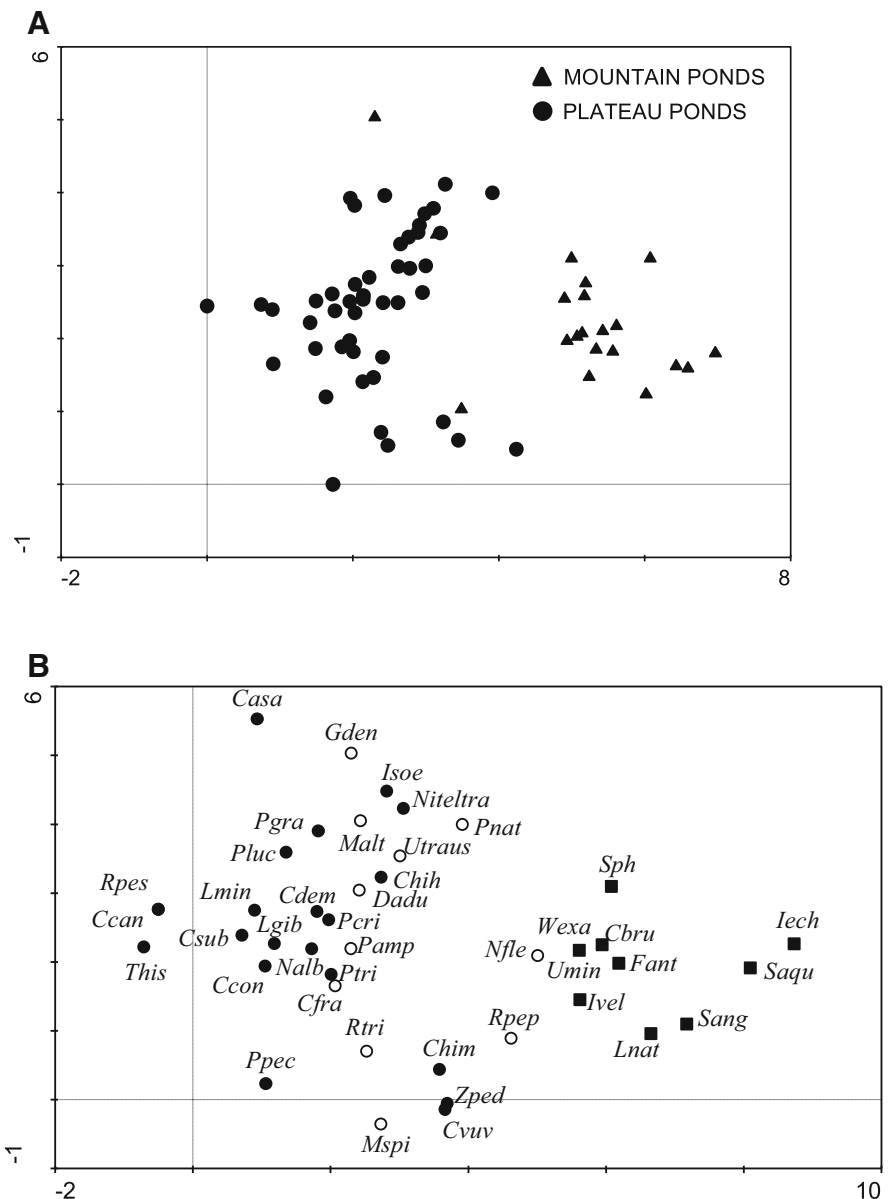 A
6
MOUNTAIN PONDS
PLATEAU PONDS
-1
-2
8
B
6
Casa
Gden
Isoe
Niteltra
Pgra
Malt
Utraus
Pnat
Pluc
Chih
Dadu
Sph
Rpes
Lmin
Cdem
Ccan
Lgib
Pcri
Wexa
Cbru
Iech
Csub
Pamp
Nfle
This
Ccon
Nalb
Ptri
Umin
Fant
Saqu
Cfra
Ivel
Rtri
Rpep
Sang
Chim
Lnat
Ppec
Zped
Cvuv
Mspi
-1
-2
10